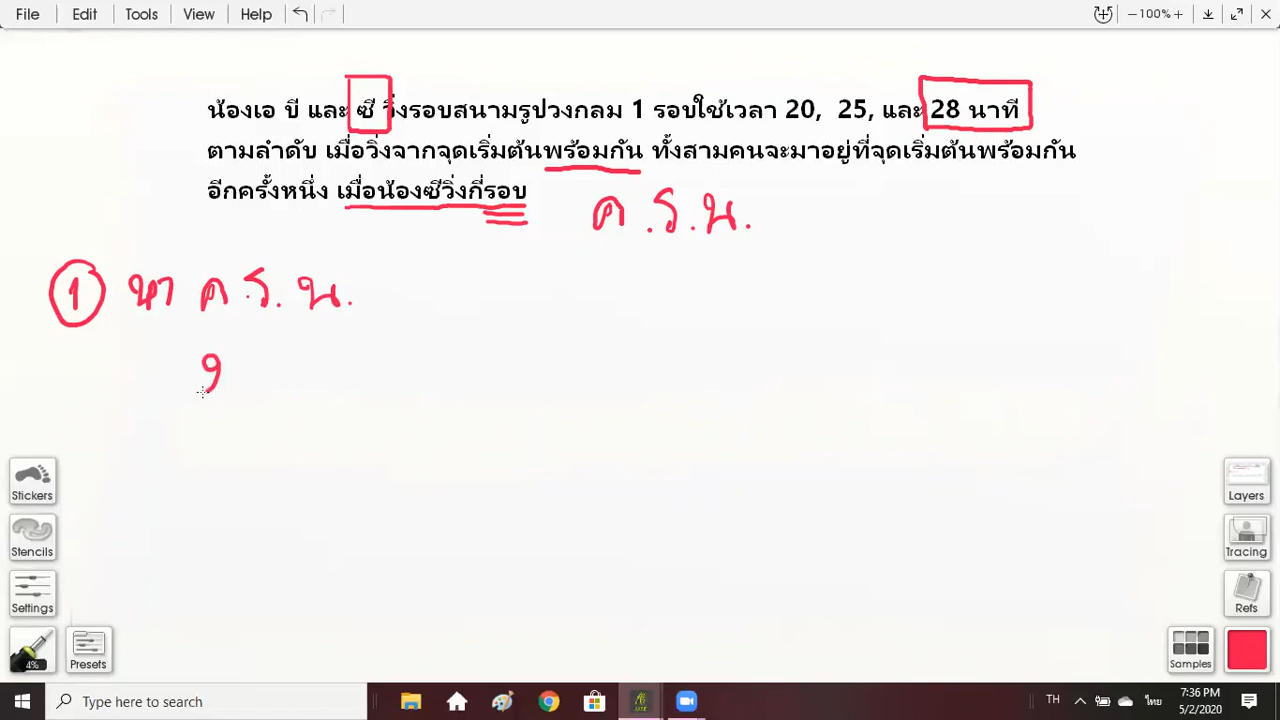 File Edit Tools View Help −100%+
น้องเอ บี และ ซี วิ่งรอบสนามรูปวงกลม 1 รอบใช้เวลา 20, 25, และ 28 นาที
ตามลำดับ เมื่อวิ่งจากจุดเริ่มต้นพร้อมกัน ทั้งสามคนจะมาอยู่ที่จุดเริ่มต้นพร้อมกัน
อีกครั้งหนึ่ง เมื่อน้องซีวิ่งกี่รอบ
ค.ร.น.
1 หา ค.ร.น.
Stickers
Stencils
Settings
4%
Presets
Layers
Tracing
Refs
Samples
Type here to search
TH
ไทย
7:36 PM
5/2/2020